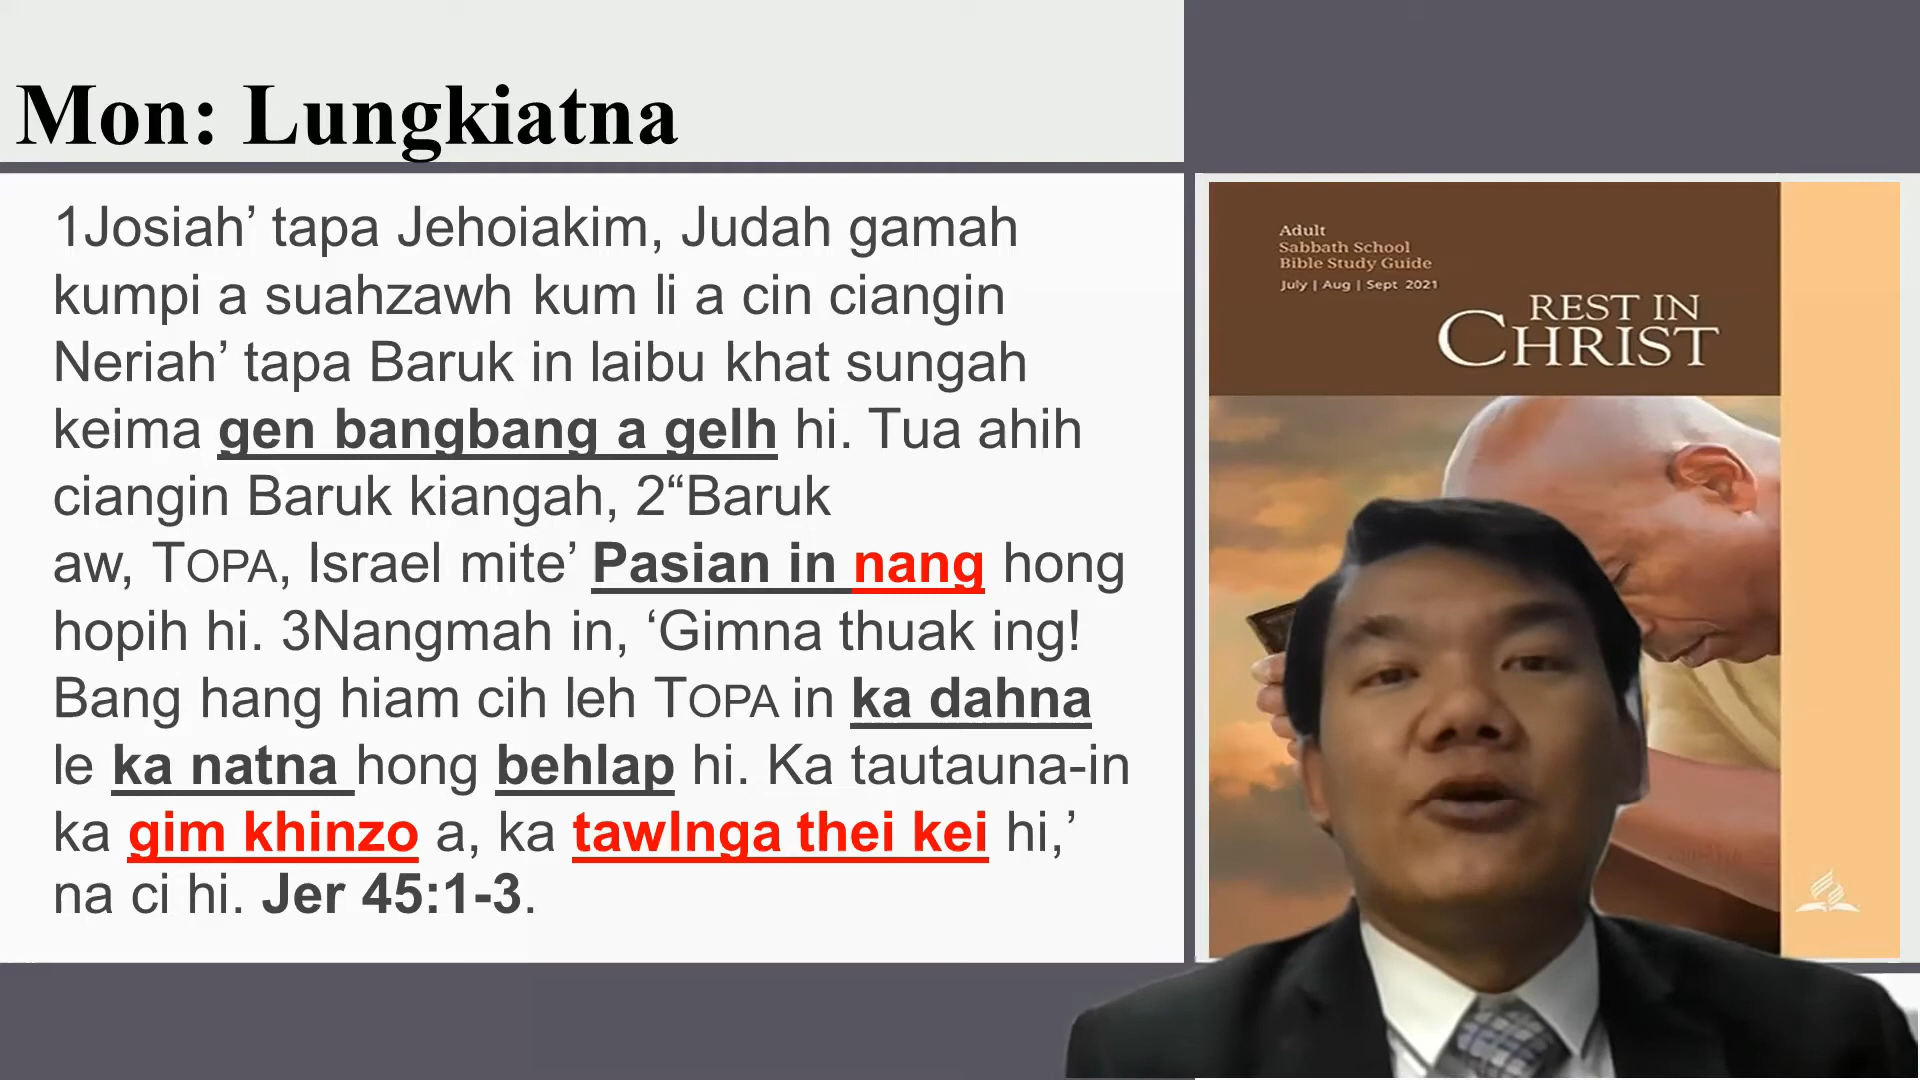 Mon: Lungkiatna
1Josiah’ tapa Jehoiakim, Judah gamah
kumpi a suahzawh kum li a cin ciangin
Neriah’ tapa Baruk in laibu khat sungah
keima gen bangbang a gelh hi. Tua ahih
ciangin Baruk kiangah, 2“Baruk
aw, TOPA, Israel mite’ Pasian in nang hong
hopih hi. 3Nangmah in, ‘Gimna thuak ing!
Bang hang hiam cih leh TOPA in ka dahna
le ka natna hong behlap hi. Ka tautauna-in
ka gim khinzo a, ka tawlnga thei kei hi,’
na ci hi. Jer 45:1-3.
Adult
Sabbath School
Bible Study Guide
July | Aug | Sept 2021
REST IN
CHRIST